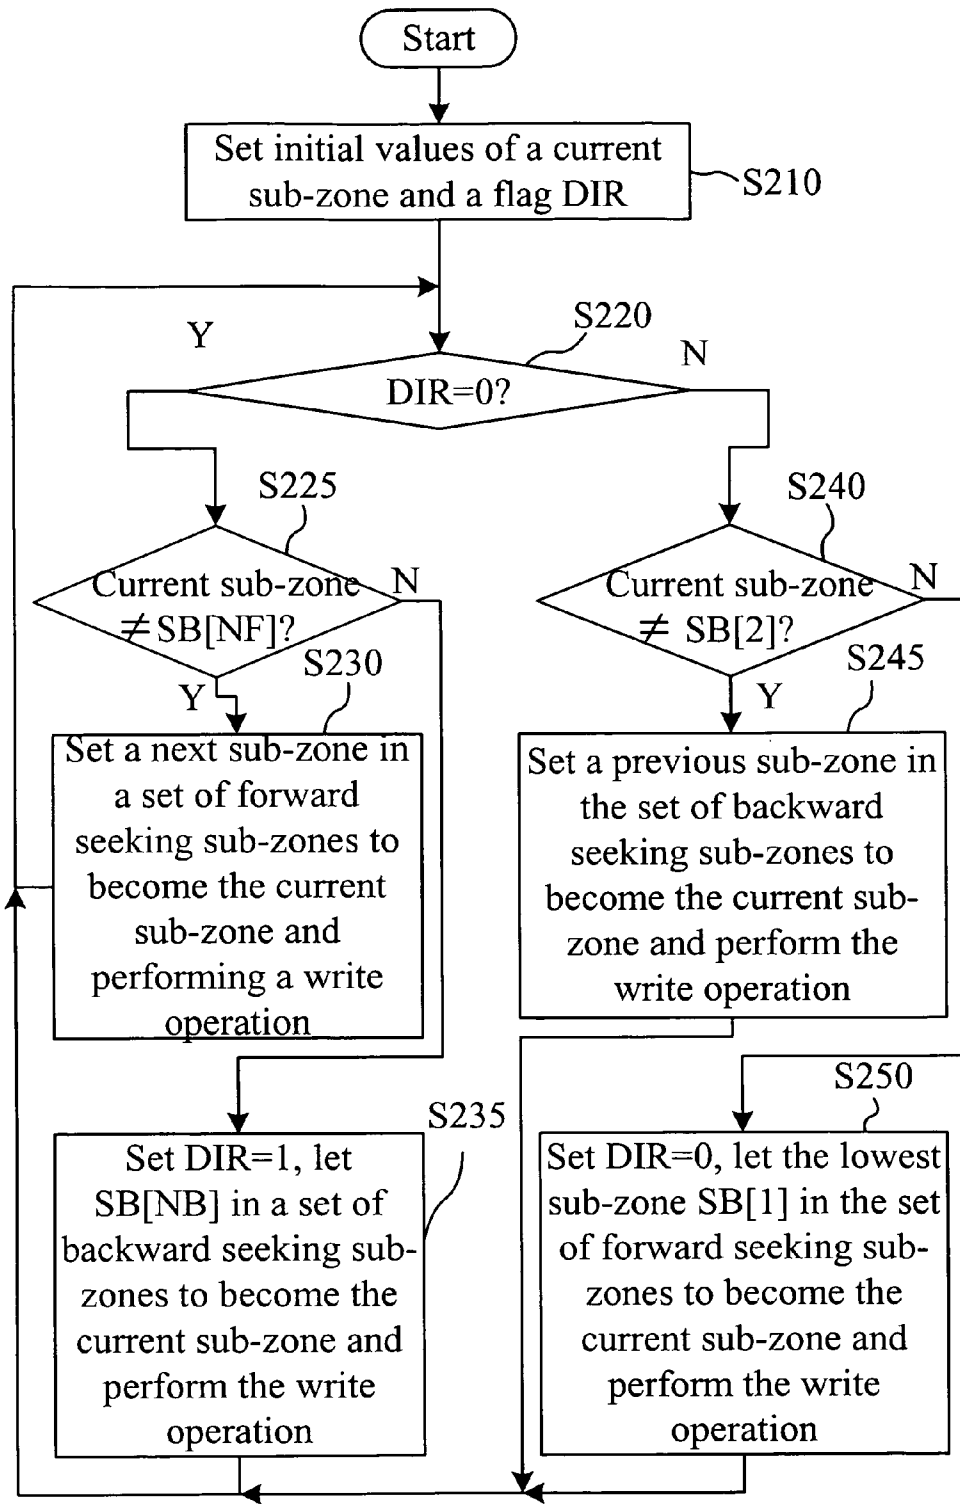 Start
Set initial values of a current
sub-zone and a flag DIR
S210
S220
Y
N
DIR=0?
S225
S240
Current sub-zone
≠SB[NF]?
N
Current sub-zone
≠ SB[2]?
N
S230
Y
S245
Y
Set a next sub-zone in
a set of forward
seeking sub-zones to
become the current
sub-zone and
performing a write
operation
Set a previous sub-zone in
the set of backward
seeking sub-zones to
become the current sub-
zone and perform the
write operation
S235
S250
Set DIR=1, let
SB[NB] in a set of
backward seeking sub-
zones to become the
current sub-zone and
perform the write
operation
Set DIR=0, let the lowest
sub-zone SB[1] in the set
of forward seeking sub-
zones to become the
current sub-zone and
perform the write
operation